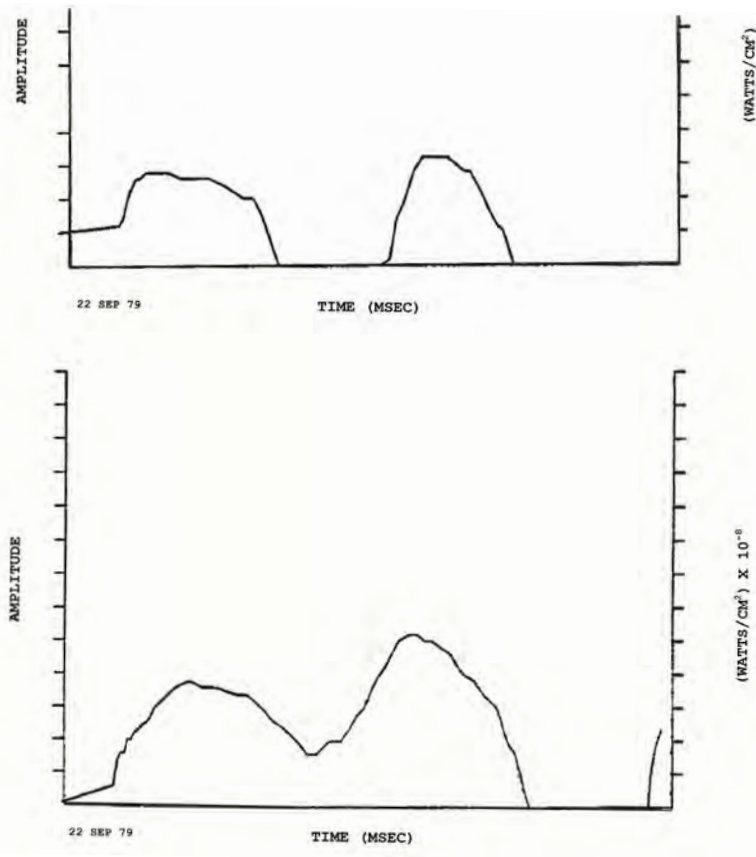 AMPLITUDE
(WATTS/CM²)
22 SEP 79
TIME (MSEC)
AMPLITUDE
(WATTS/CM²) X 10⁻⁸
22 SEP 79
TIME (MSEC)